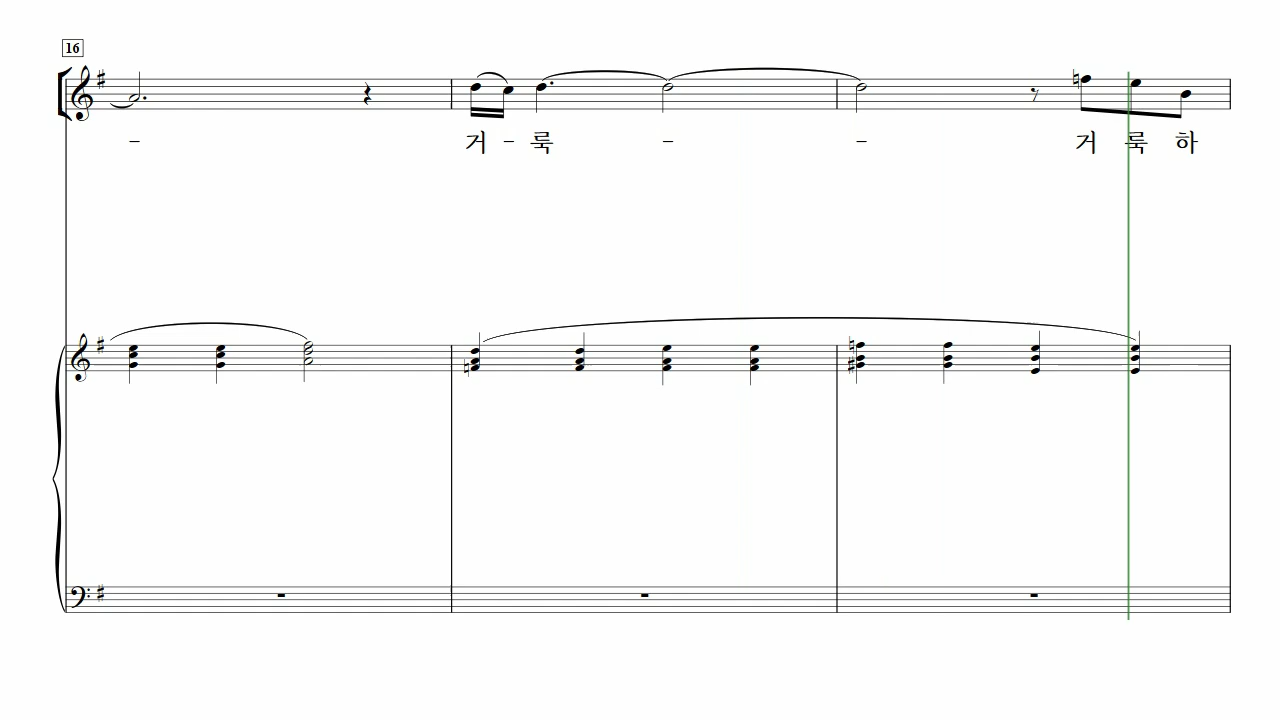 16
- 거 - 룩 - - 거 룩 하